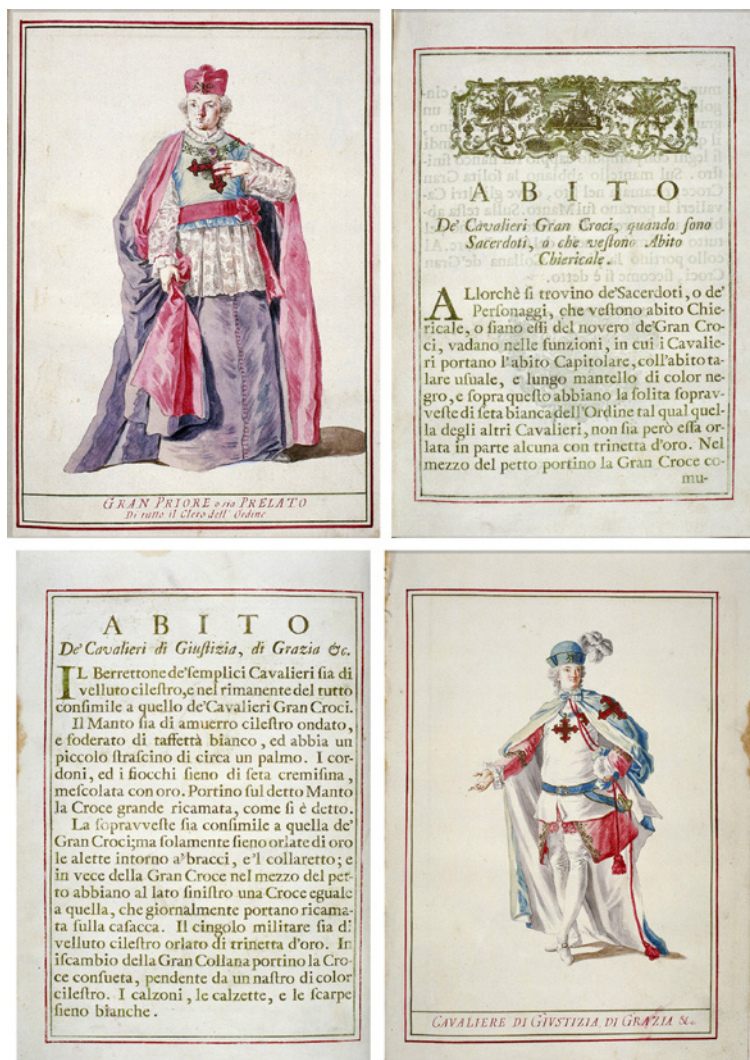 GRAN PRIORE o sia PRELATO
Di tutto il Clero dell' Ordine
ABITO
De' Cavalieri Gran Croci, quando ſono
Sacerdoti, o che veſtono Abito
Chiericale.
ALlorchè ſi trovino de'Sacerdoti, o de'
Perſonaggi, che veſtono abito Chie-
ricale, o ſiano eſſi del novero de'Gran Cro-
ci, vadano nelle funzioni, in cui i Cavalie-
ri portano l'abito Capitolare, coll'abito ta-
lare uſuale, e lungo mantello di color ne-
gro, e ſopra queſto abbiano la ſolita ſoprav-
veſte di ſeta bianca dell'Ordine tal qual quel-
la degli altri Cavalieri, non ſia però eſſa or-
lata in parte alcuna con trinetta d'oro. Nel
mezzo del petto portino la Gran Croce co-
mu-
ABITO
De' Cavalieri di Giuſtizia, di Grazia &c.
IL Berrettone de'ſemplici Cavalieri ſia di
velluto cileſtro, e nel rimanente del tutto
conſimile a quello de'Cavalieri Gran Croci.
Il Manto ſia di amuerro cileſtro ondato,
e foderato di taffettà bianco, ed abbia un
piccolo ſtraſcino di circa un palmo. I cor-
doni, ed i fiocchi ſieno di ſeta cremiſina,
meſcolata con oro. Portino ſul detto Manto
la Croce grande ricamata, come ſi è detto.
La ſopravveſte ſia conſimile a quella de'
Gran Croci; ma ſolamente ſieno orlate di oro
le alette intorno a'bracci, e'l collaretto; e
in vece della Gran Croce nel mezzo del pet-
to abbiano al lato ſiniſtro una Croce eguale
a quella, che giornalmente portano ricama-
ta ſulla caſacca. Il cingolo militare ſia di
velluto cileſtro orlato di trinetta d'oro. In
iſcambio della Gran Collana portino la Cro-
ce conſueta, pendente da un naſtro di color
cileſtro. I calzoni, le calzette, e le ſcarpe
ſieno bianche.
CAVALIERE DI GIVSTIZIA, DI GRAZIA &c.